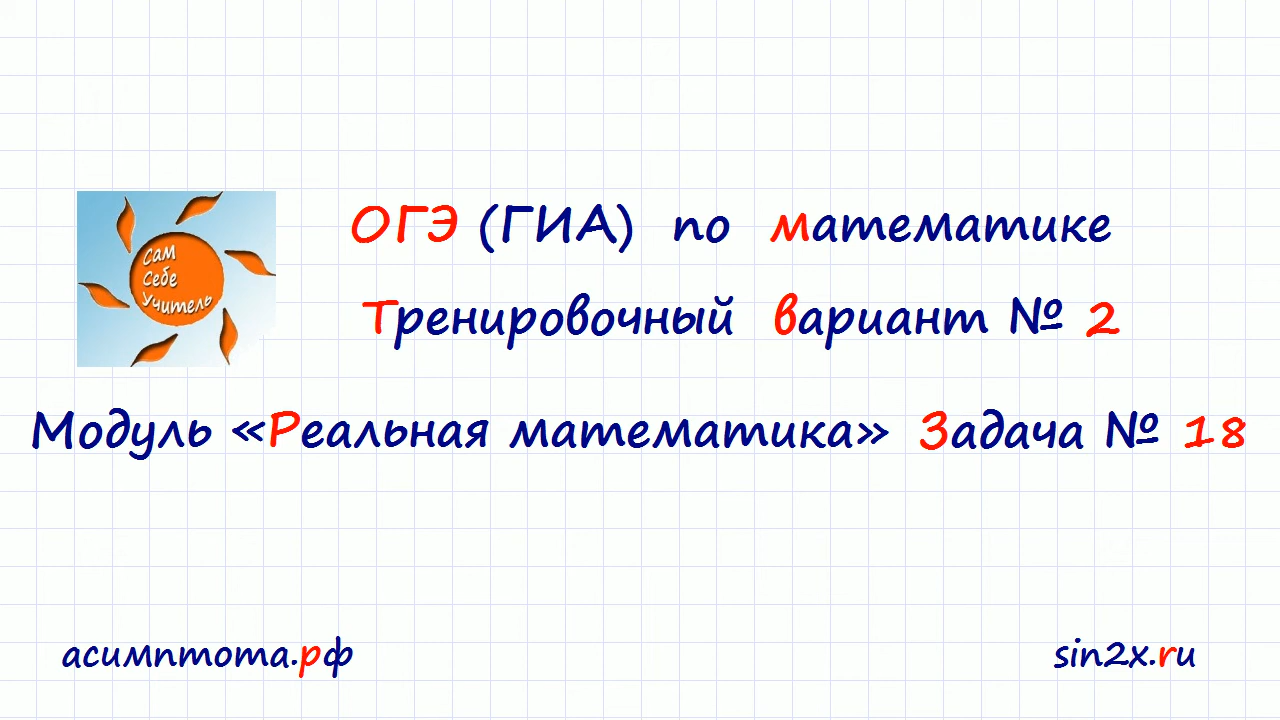 Сам
Себе
Учитель
ОГЭ (ГИА) по математике
Тренировочный вариант № 2
Модуль «Реальная математика» Задача № 18
асимптота.рф
sin2x.ru